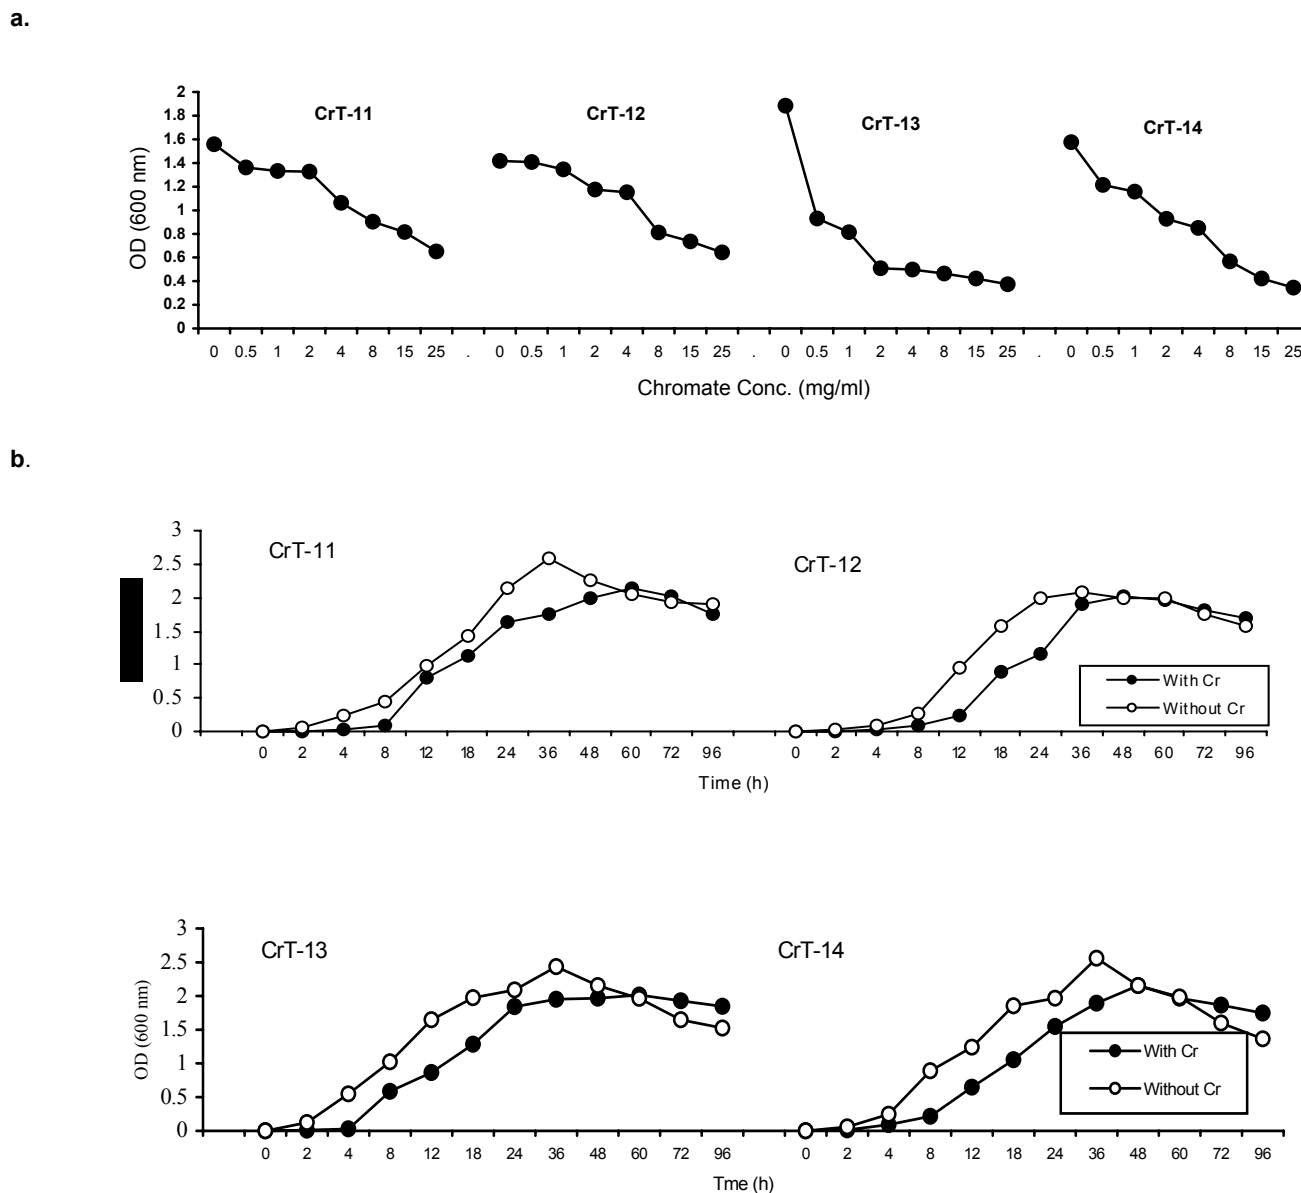 a.
2
1.8
1.6
1.4
1.2
1
0.8
0.6
0.4
0.2
0
OD (600 nm)
CrT-11 CrT-12 CrT-13 CrT-14
0 0.5 1 2 4 8 15 25 . 0 0.5 1 2 4 8 15 25 . 0 0.5 1 2 4 8 15 25 . 0 0.5 1 2 4 8 15 25
Chromate Conc. (mg/ml)
b.
3
2.5
2
1.5
1
0.5
0
CrT-11 CrT-12
With Cr
Without Cr
0 2 4 8 12 18 24 36 48 60 72 96 0 2 4 8 12 18 24 36 48 60 72 96
Time (h)
3
2.5
2
1.5
1
0.5
0
OD (600 nm)
CrT-13 CrT-14
With Cr
Without Cr
0 2 4 8 12 18 24 36 48 60 72 96 0 2 4 8 12 18 24 36 48 60 72 96
Tme (h)